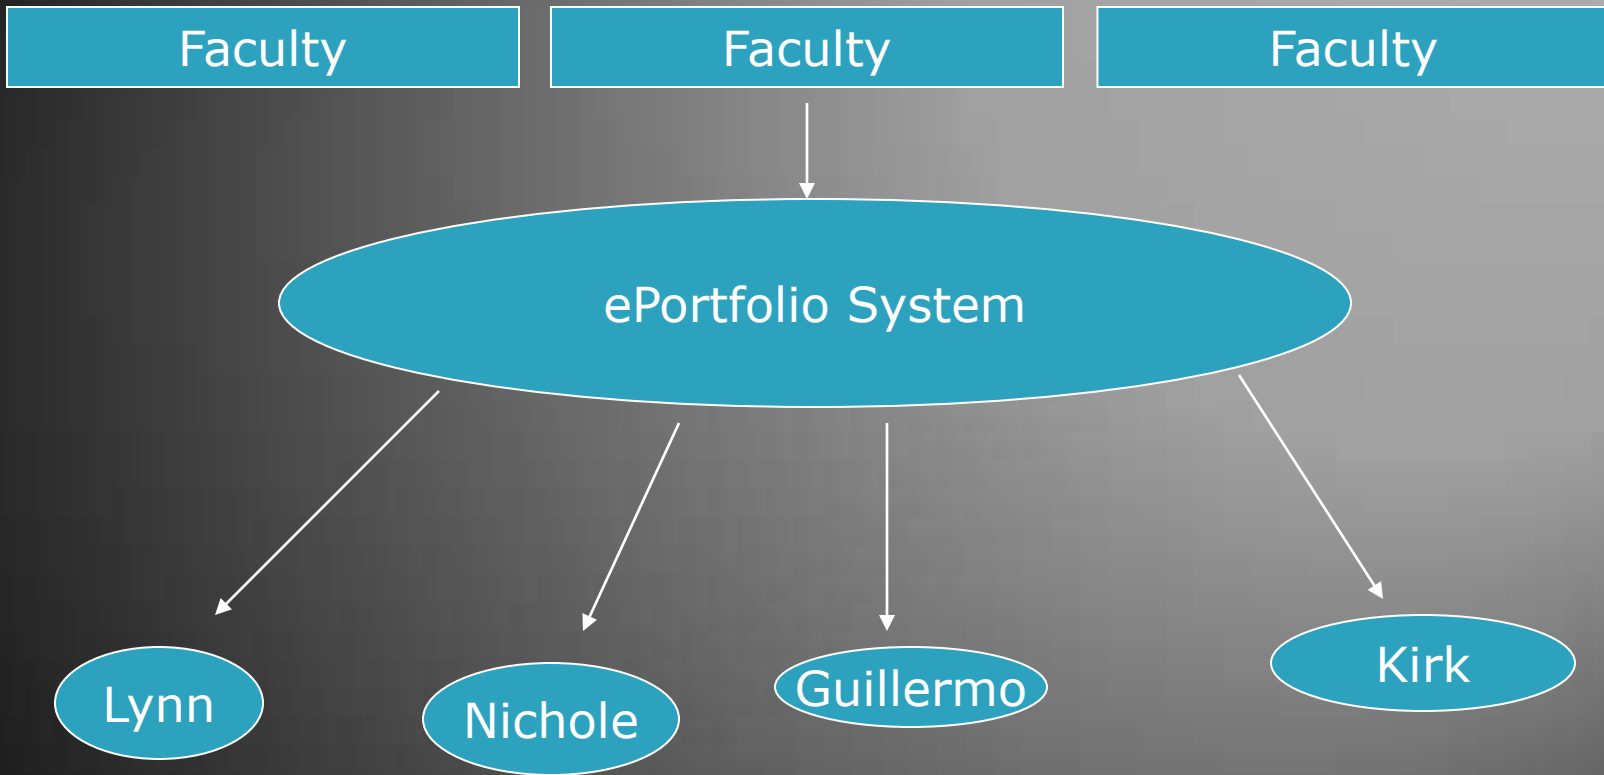 Faculty
Faculty
Faculty
ePortfolio System
Lynn
Nichole
Guillermo
Kirk